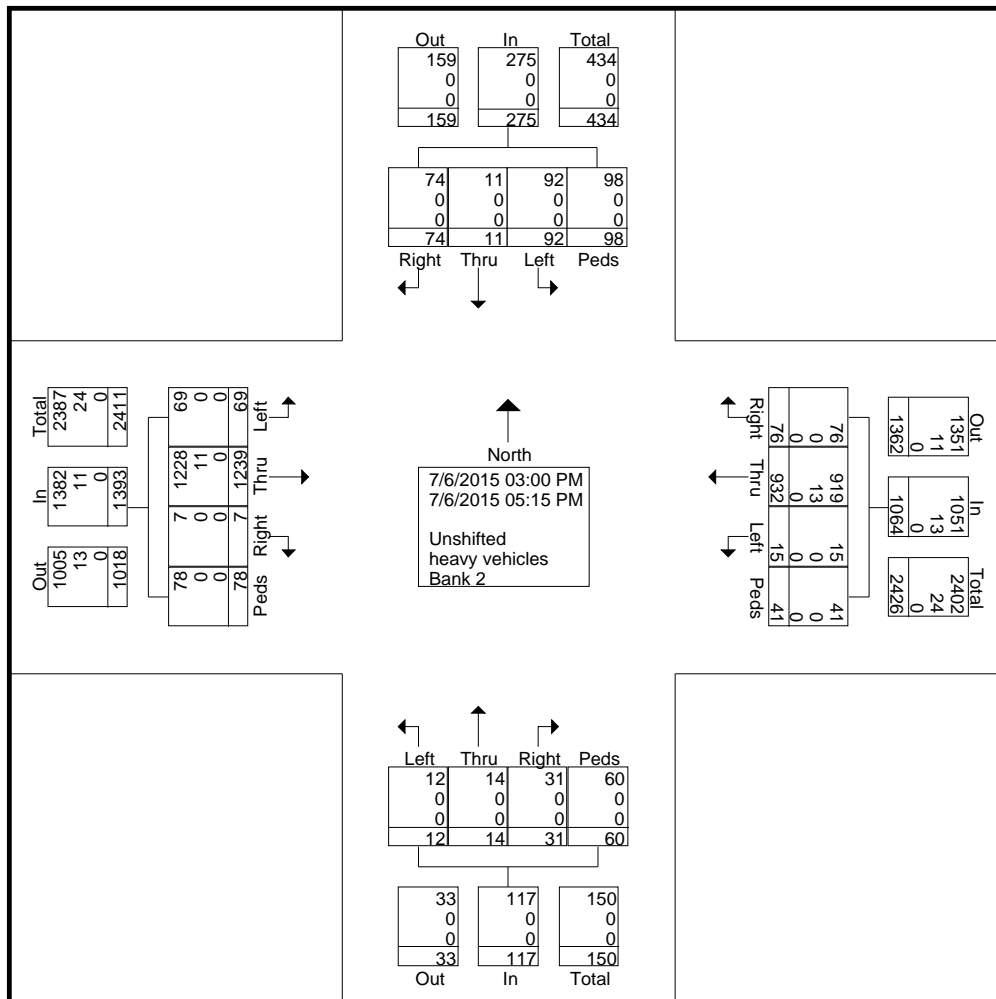 Out In Total
159 275 434
0 0 0
0 0 0
159 275 434
74 11 92 98
0 0 0 0
0 0 0 0
74 11 92 98
Right Thru Left Peds
Total
2387
24
0
2411
In
1382
11
0
1393
Out
1005
13
0
1018
69
0
0
69
Left
1228
11
0
1239
Thru
7
0
0
7
Right
78
0
0
78
Peds
North
7/6/2015 03:00 PM
7/6/2015 05:15 PM
Unshifted
heavy vehicles
Bank 2
Right
76
0
0
76
Thru
919
13
0
932
Left
15
0
0
15
Peds
41
0
0
41
Out
1351
11
0
1362
In
1051
13
0
1064
Total
2402
24
0
2426
Left Thru Right Peds
12 14 31 60
0 0 0 0
0 0 0 0
12 14 31 60
33 117 150
0 0 0
0 0 0
33 117 150
Out In Total